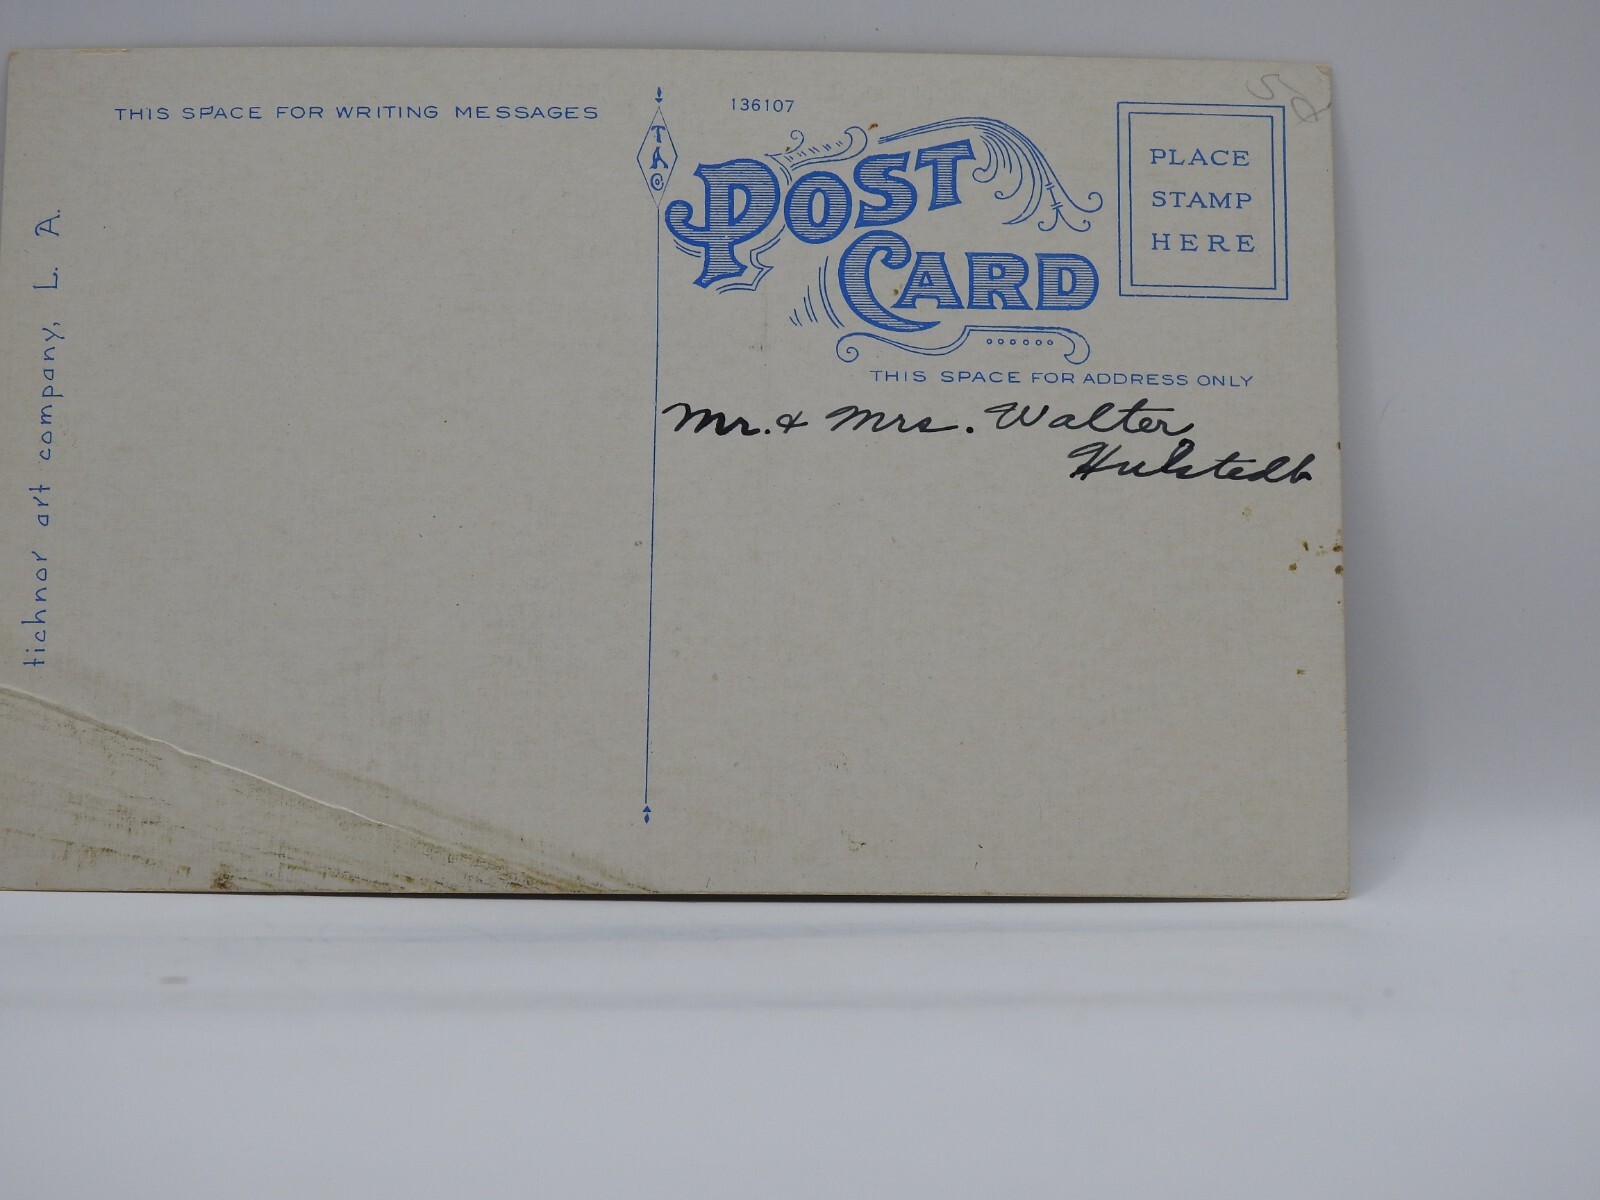 THIS SPACE FOR WRITING MESSAGES
tichnor art company, L. A.
TAC
136107
POST
CARD
PLACE
STAMP
HERE
THIS SPACE FOR ADDRESS ONLY
Mr. & Mrs. Walter